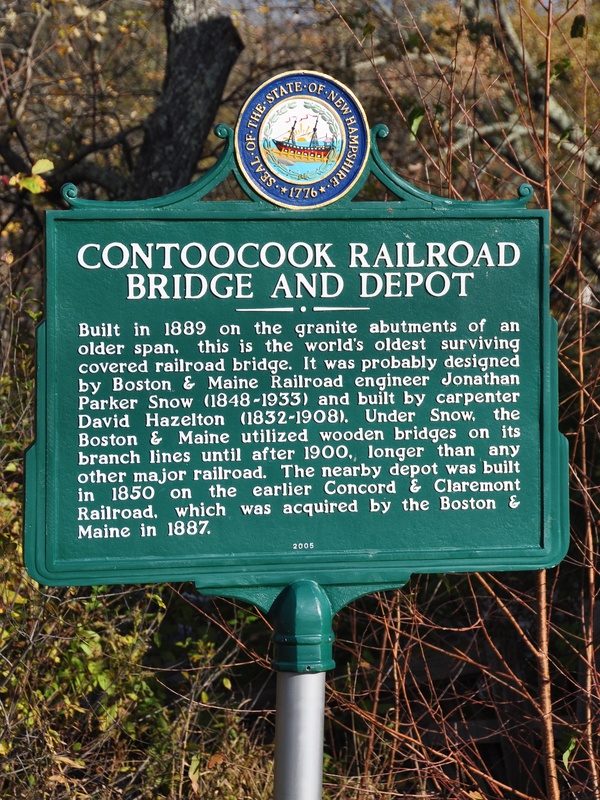 SEAL·OF·THE·STATE·OF·NEW HAMPSHIRE·
★1776★
CONTOOCOOK RAILROAD
BRIDGE AND DEPOT
Built in 1889 on the granite abutments of an
older span, this is the world's oldest surviving
covered railroad bridge. It was probably designed
by Boston & Maine Railroad engineer Jonathan
Parker Snow (1848-1933) and built by carpenter
David Hazelton (1832-1908). Under Snow, the
Boston & Maine utilized wooden bridges on its
branch lines until after 1900, longer than any
other major railroad. The nearby depot was built
in 1850 on the earlier Concord & Claremont
Railroad, which was acquired by the Boston &
Maine in 1887.
2005